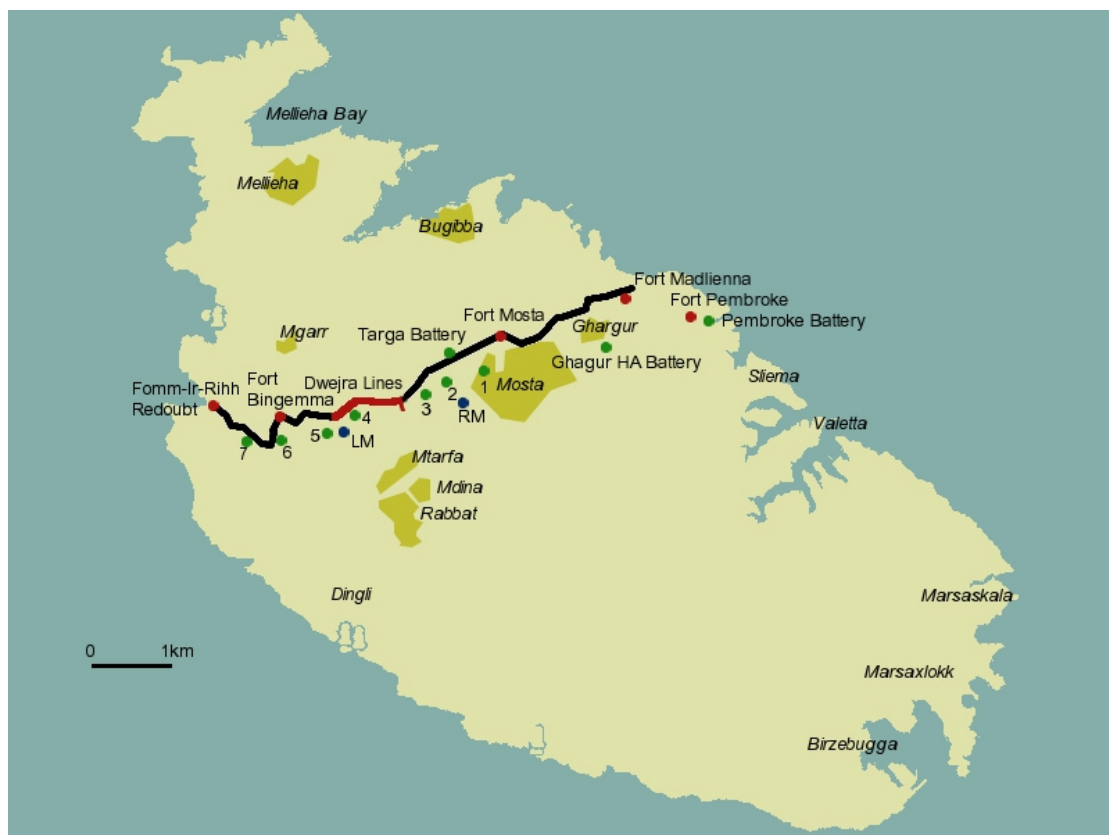 Mellieha Bay
Mellieha
Bugibba
Fort Madlienna
Fort Pembroke
Pembroke Battery
Fort Mosta
Ghargur
Targa Battery
Mgarr
Ghagur HA Battery
Sliema
Fomm-Ir-Rihh
Redoubt
Fort
Bingemma
Dwejra Lines
1
Mosta
2
3
RM
4
Valetta
5
LM
6
7
Mtarfa
Mdina
Rabbat
Dingli
Marsaskala
0
1km
Marsaxlokk
Birzebugga